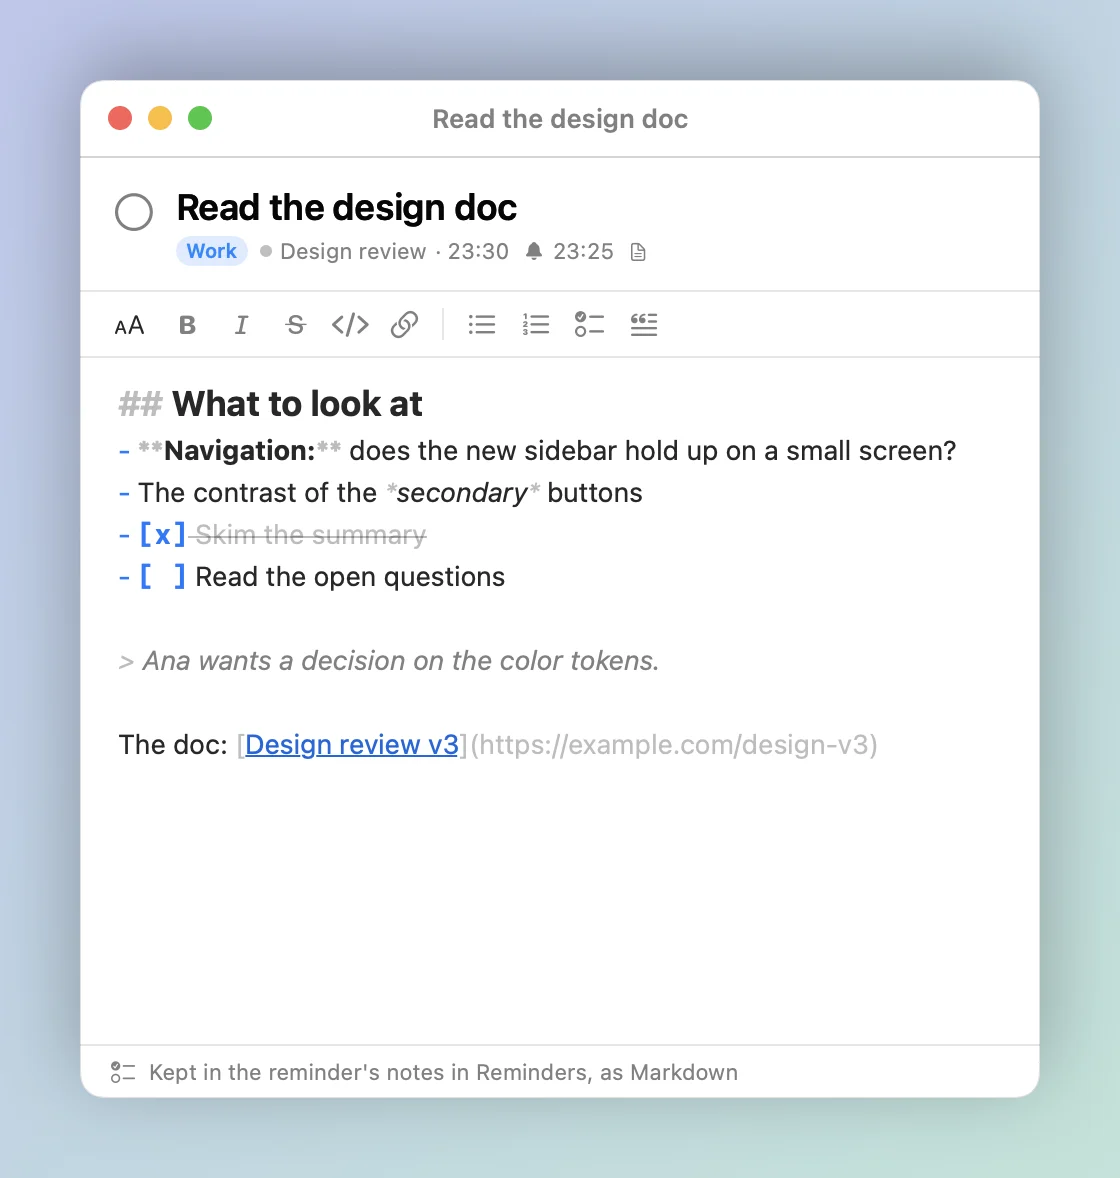 Read the design doc
Read the design doc
Work Design review · 23:30 23:25
AA B I S </>
## What to look at
- **Navigation:** does the new sidebar hold up on a small screen?
- The contrast of the *secondary* buttons
- [x] Skim the summary
- [ ] Read the open questions
> Ana wants a decision on the color tokens.
The doc: [Design review v3](https://example.com/design-v3)
Kept in the reminder's notes in Reminders, as Markdown